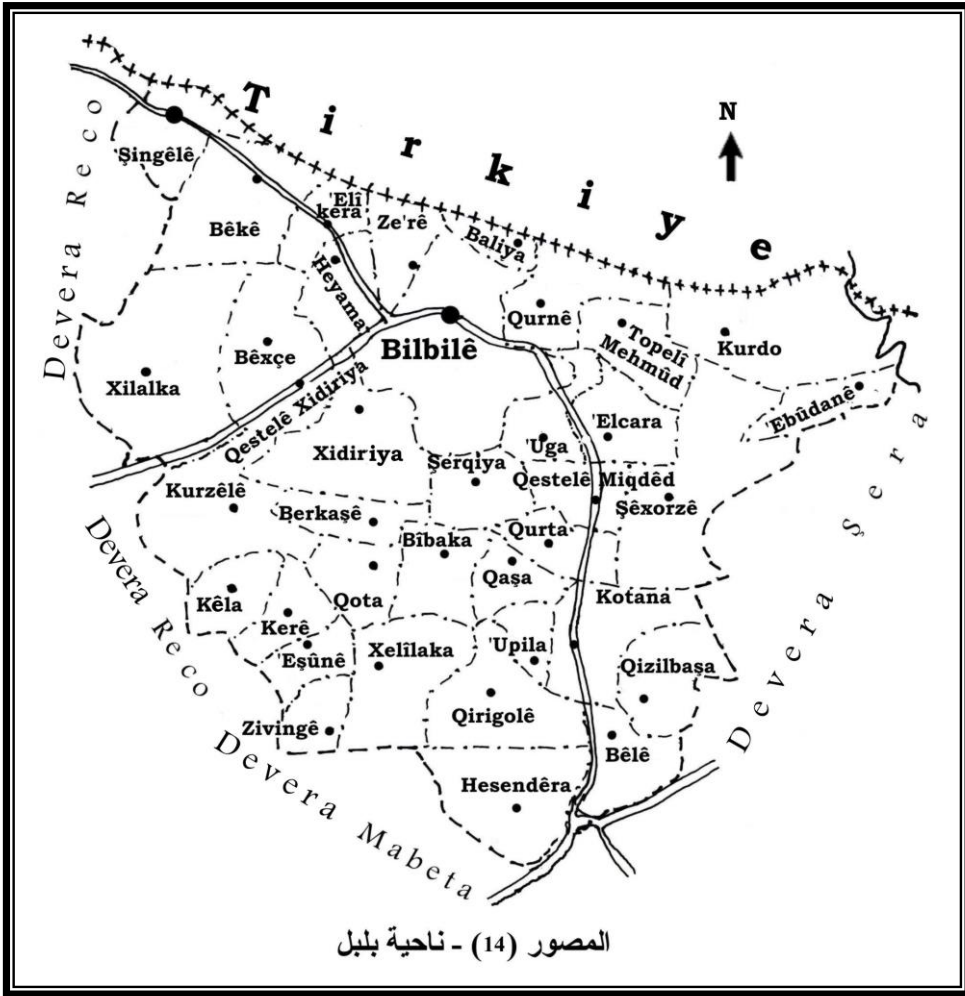 Tirkiye
N
Devera Reco
Şingêlê
'Elî
kera
Ze'rê
Bêkê
Baliya
'Heyama
Qurnê
Topelî
Mehmûd
Kurdo
Bilbilê
Bêxçe
Xilalka
Qestelê Xidiriya
'Ebûdanê
'Elcara
'Uga
Xidiriya
Şerqiya
Qestelê Miqdêd
Kurzêlê
Şêxorzê
Berkaşê
Qurta
Bîbaka
Qaşa
Devera Reco
Kêla
Qota
Kotana
Kerê
'Eşûnê
Xelîlaka
'Upila
Qizilbaşa
Devera Şera
Zivingê
Qirigolê
Bêlê
Hesendêra
Devera Mabeta
المصور (14) - ناحية بلبل